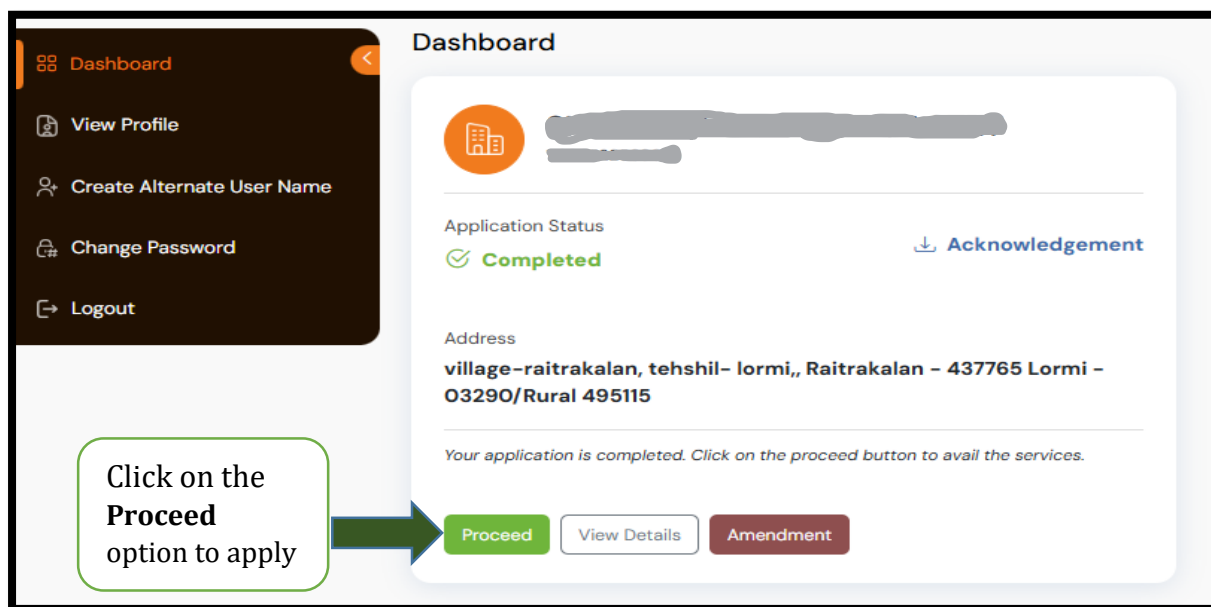 Dashboard
View Profile
Create Alternate User Name
Change Password
Logout
Dashboard
Application Status
Completed
Acknowledgement
Address
village-raitrakalan, tehshil- lormi,, Raitrakalan - 437765 Lormi -
03290/Rural 495115
Your application is completed. Click on the proceed button to avail the services.
Click on the
Proceed
option to apply
Proceed
View Details
Amendment